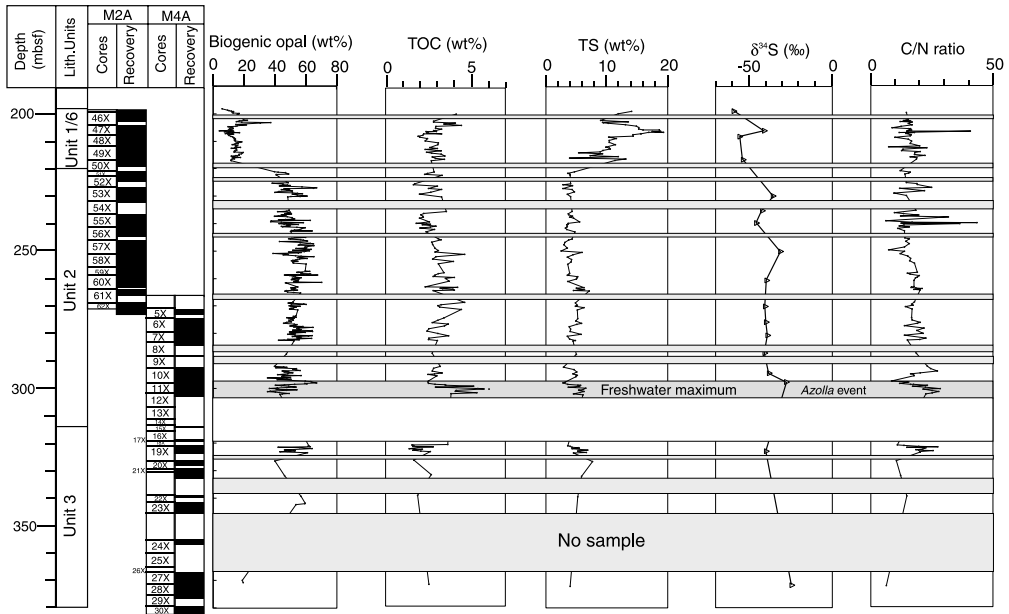 M2A M4A
Depth (mbsf) Lith.Units Cores Recovery Cores Recovery
Biogenic opal (wt%) TOC (wt%) TS (wt%) δ34S (‰) C/N ratio
0 20 40 60 80 0 5 0 10 20 -50 0 0 50
200
250
300
350
Unit 1/6
Unit 2
Unit 3
46X
47X
48X
49X
50X
52X
53X
54X
55X
56X
57X
58X
59X
60X
61X
62X
5X
6X
7X
8X
9X
10X
11X
12X
13X
14X
15X
16X
17X
19X
20X
21X
22X
23X
24X
25X
26X
27X
28X
29X
30X
Freshwater maximum Azolla event
No sample